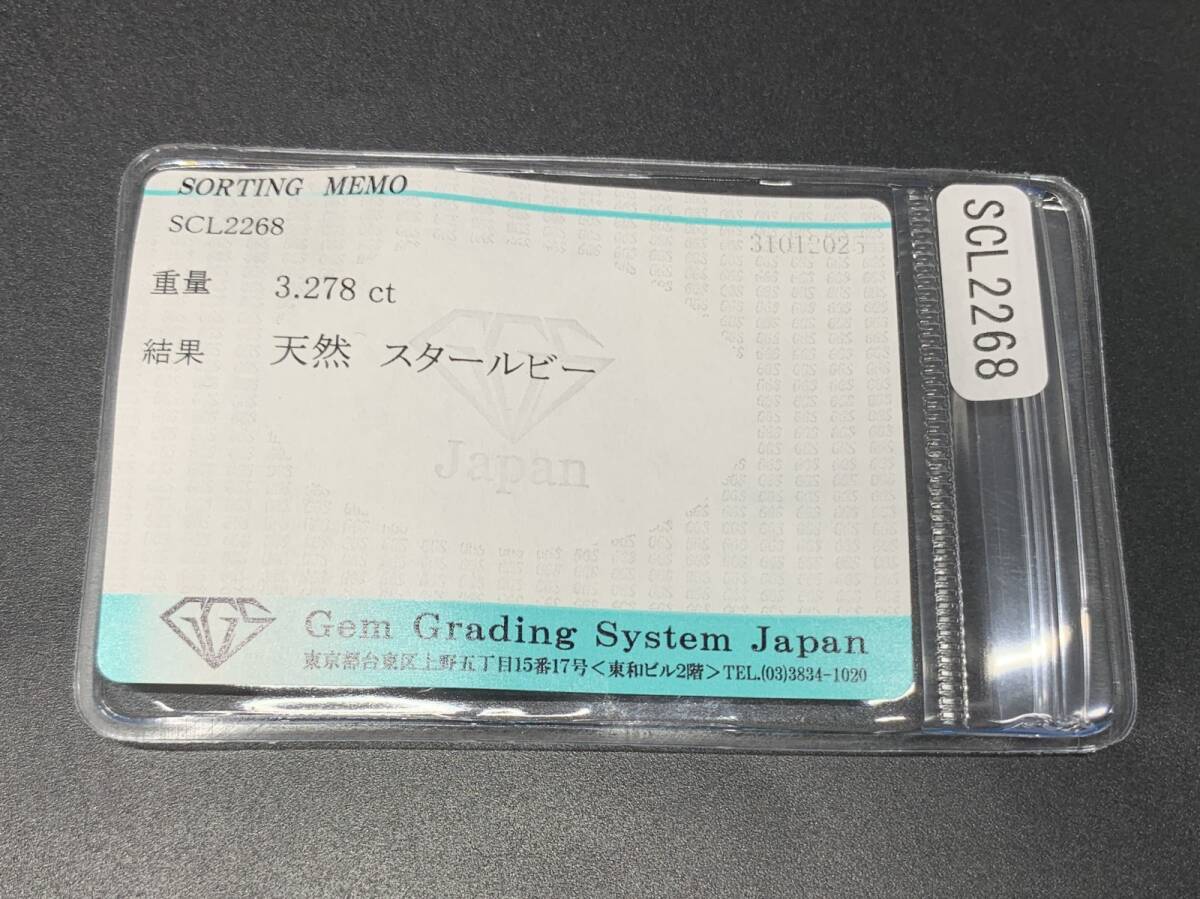 SORTING MEMO
SCL2268
31012025
重量 3.278 ct
結果 天然 スタールビー
GGS
Japan
GGS
Gem Grading System Japan
東京都台東区上野五丁目15番17号<東和ビル2階>TEL.(03)3834-1020
SCL2268